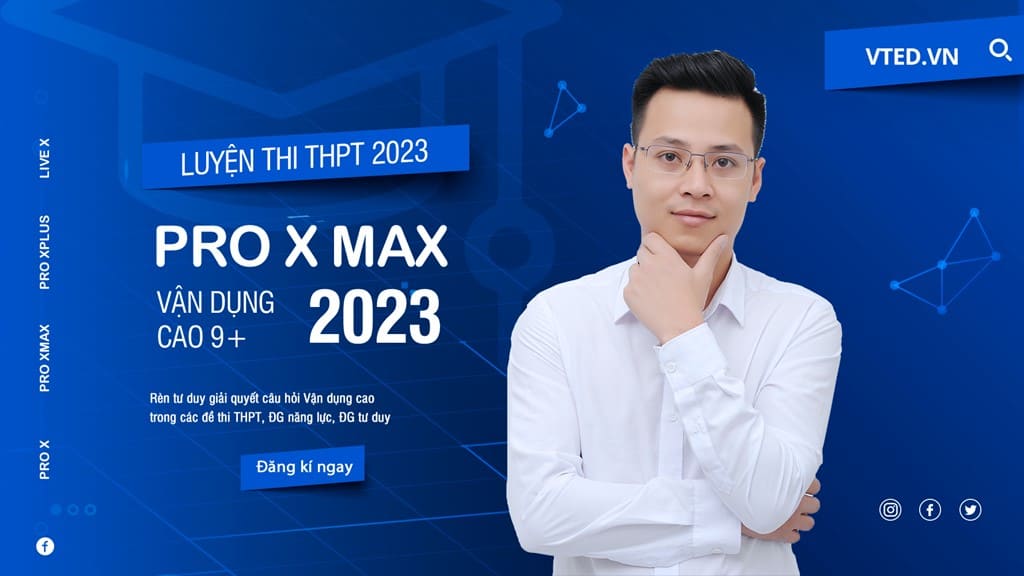 VTED.VN
LUYỆN THI THPT 2023
PRO X MAX
VẬN DỤNG
CAO 9+
2023
Rèn tư duy giải quyết câu hỏi Vận dụng cao
trong các đề thi THPT, ĐG năng lực, ĐG tư duy
Đăng kí ngay
LIVE X
PRO XPLUS
PRO XMAX
PRO X